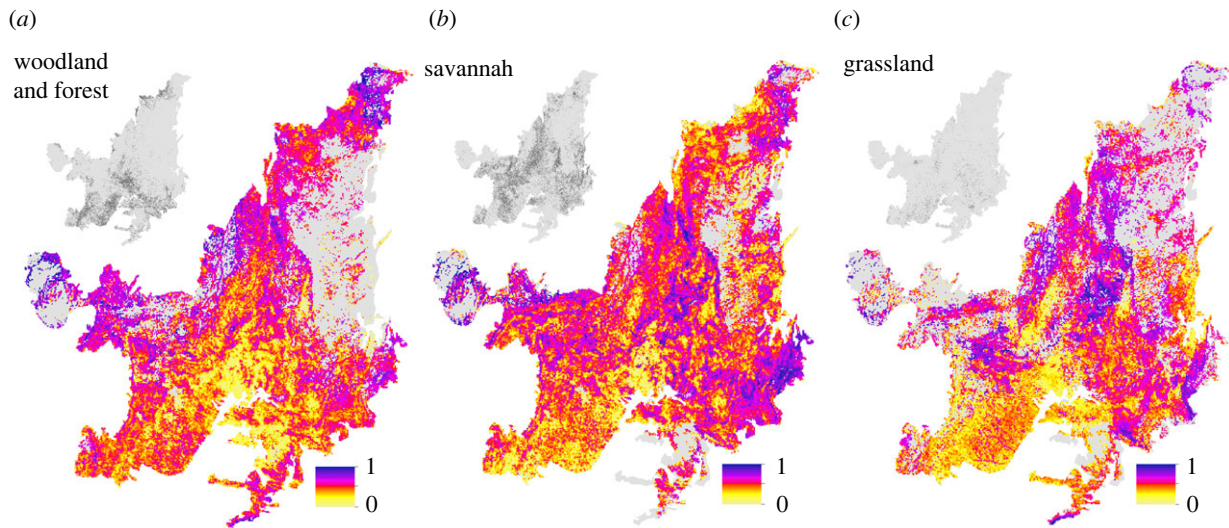 (a)
woodland
and forest
1
0
(b)
savannah
1
0
(c)
grassland
1
0